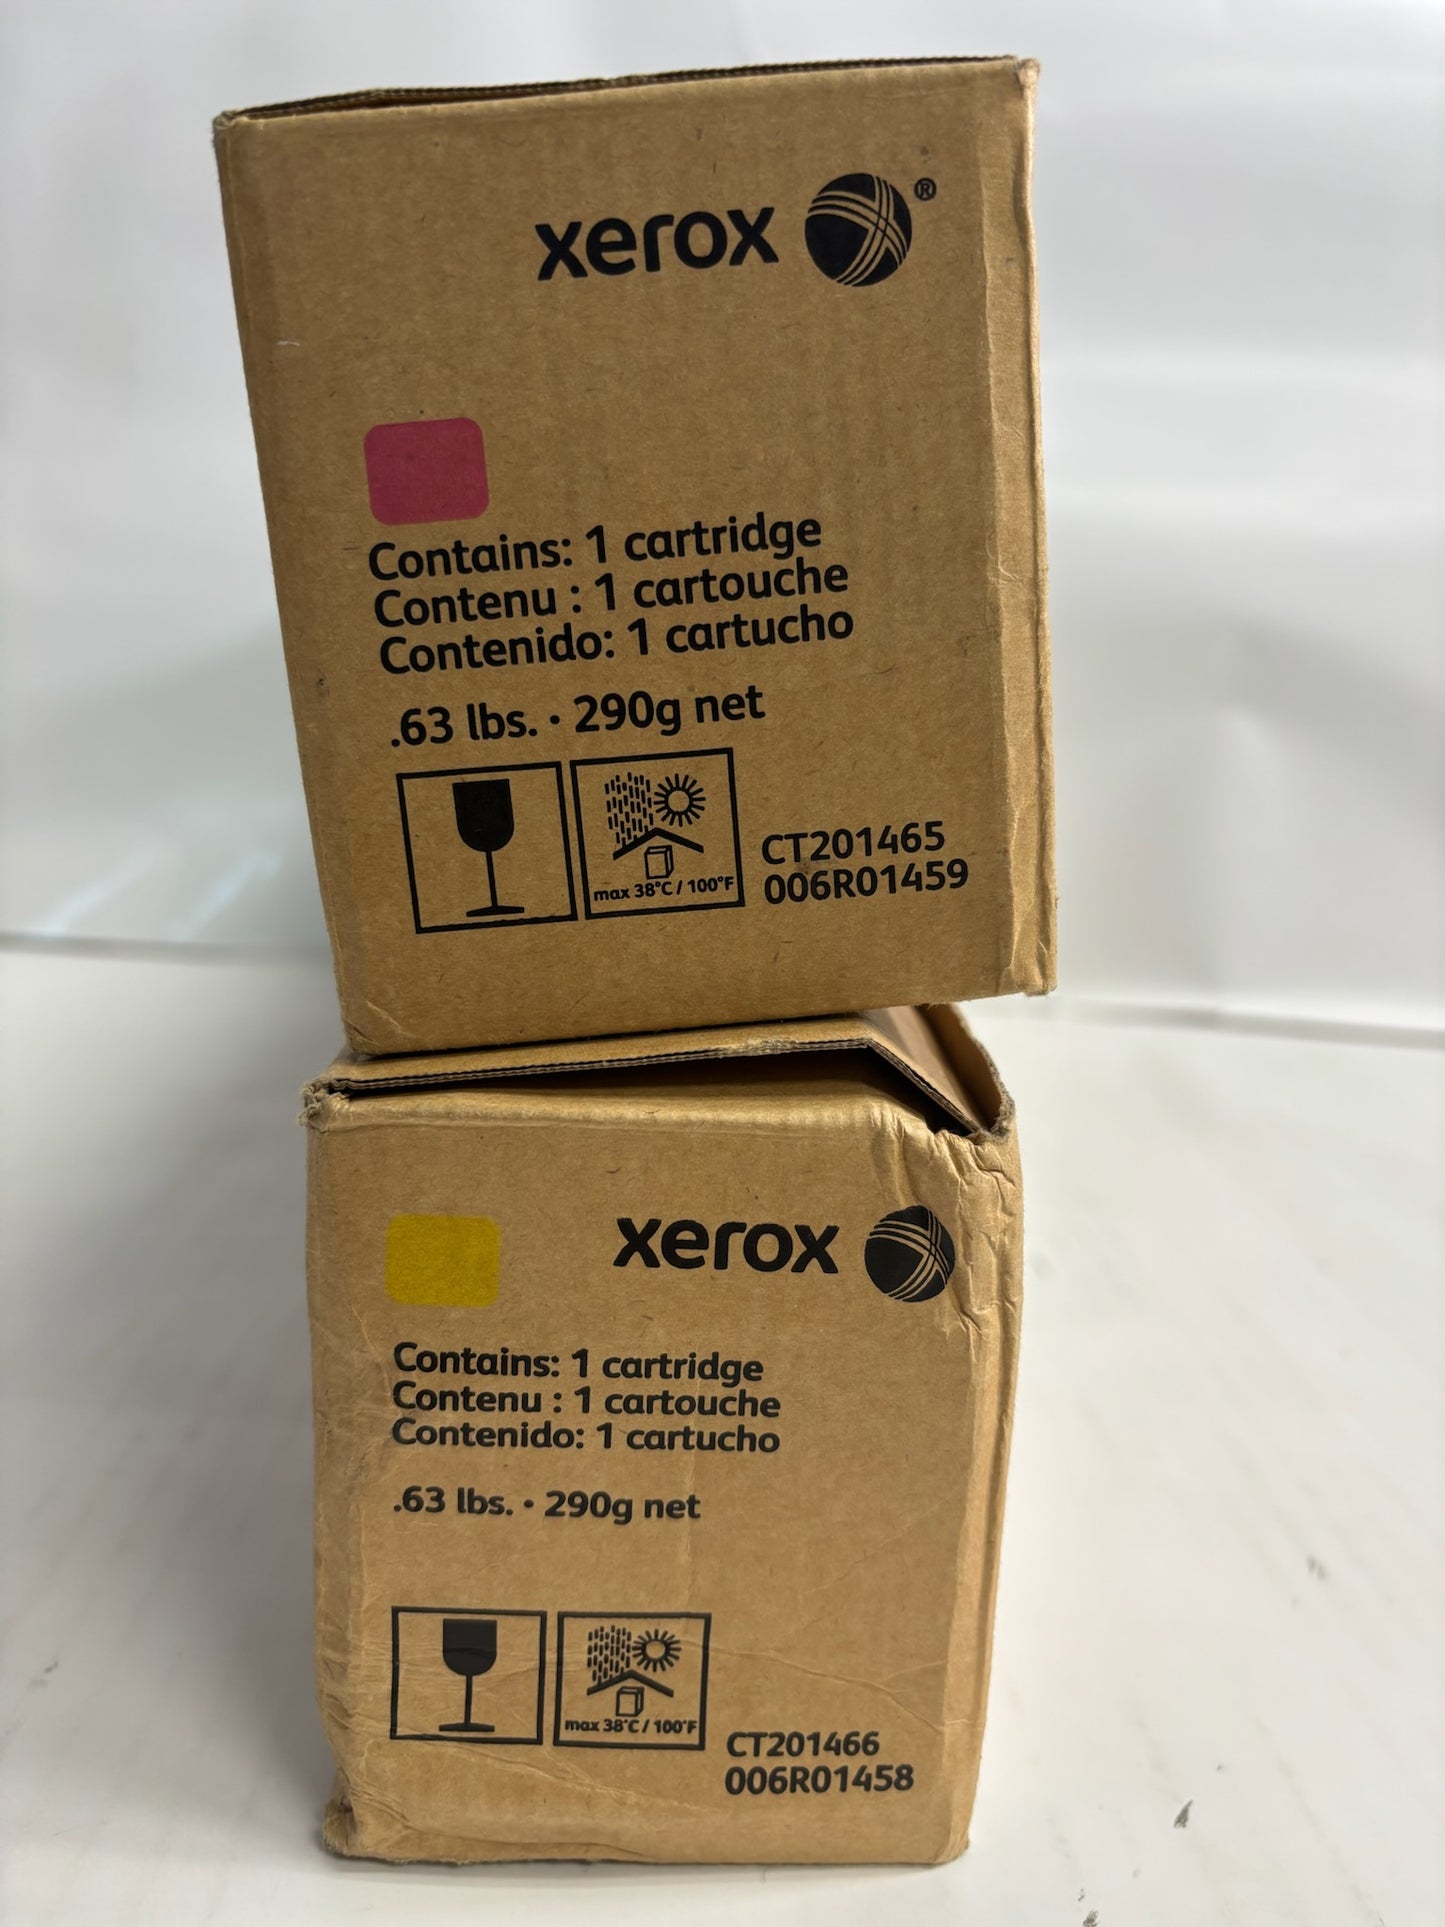 xerox ®
Contains: 1 cartridge
Contenu : 1 cartouche
Contenido: 1 cartucho
.63 lbs. • 290g net
max 38°C / 100°F
CT201465
006R01459
xerox
Contains: 1 cartridge
Contenu : 1 cartouche
Contenido: 1 cartucho
.63 lbs. • 290g net
max 38°C / 100°F
CT201466
006R01458